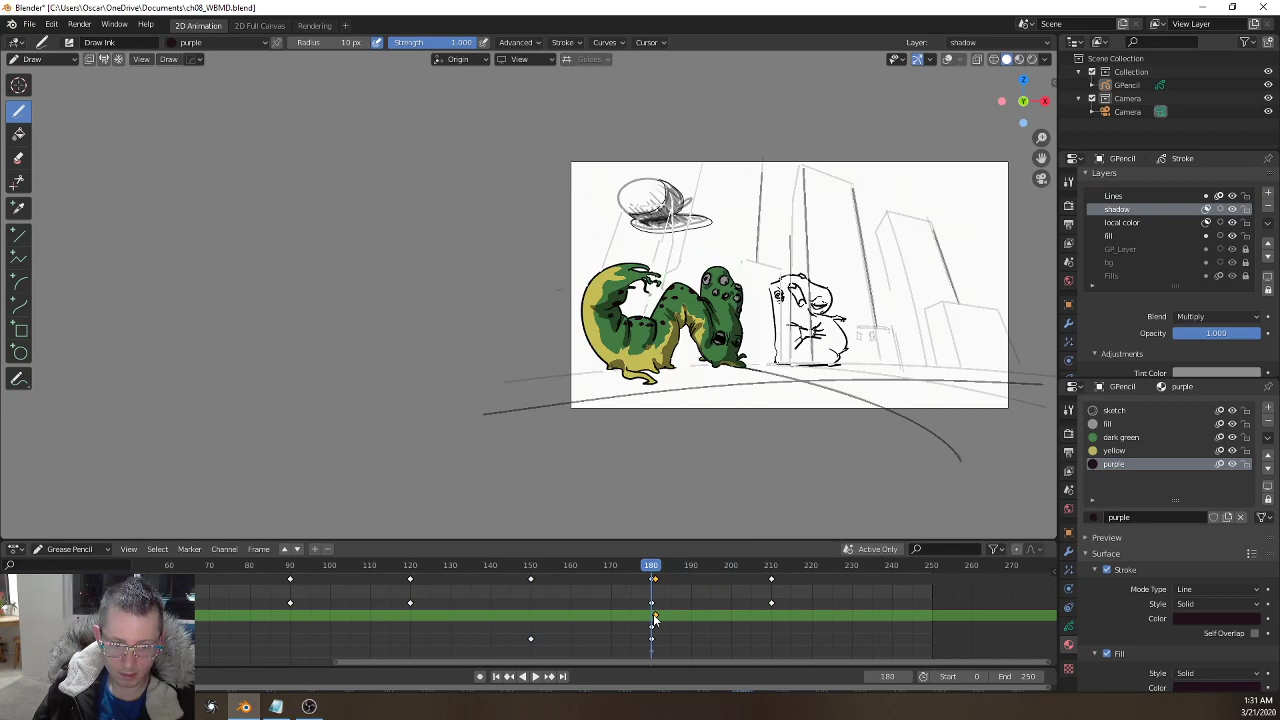 Blender* [C:\Users\Oscar\OneDrive\Documents\ch08_WBMD.blend]
File Edit Render Window Help 2D Animation 2D Full Canvas Rendering + Scene View Layer
Draw Ink purple Radius 10 px Strength 1.000 Advanced Stroke Curves Cursor Layer: shadow
Draw View Draw Origin View Guides
Scene Collection
Collection
GPencil
Camera
Camera
Z
Y
X
GPencil Stroke
Layers
Lines
shadow
local color
fill
GP_Layer
bg
Fills
Blend Multiply
Opacity 1.000
Adjustments
Tint Color
GPencil purple
sketch
fill
dark green
yellow
purple
purple
Preview
Surface
Stroke
Mode Type Line
Style Solid
Color
Self Overlap
Fill
Style Solid
Color
Grease Pencil View Select Marker Channel Frame Active Only
60 70 80 90 100 110 120 130 140 150 160 170 180 190 200 210 220 230 240 250 260 270
180 Start 0 End 250
1:31 AM
3/21/2020